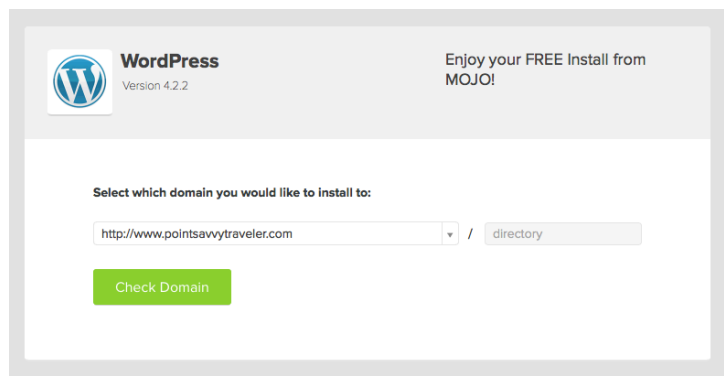 WordPress
Version 4.2.2
Enjoy your FREE Install from
MOJO!
Select which domain you would like to install to:
http://www.pointsavvytraveler.com / directory
Check Domain